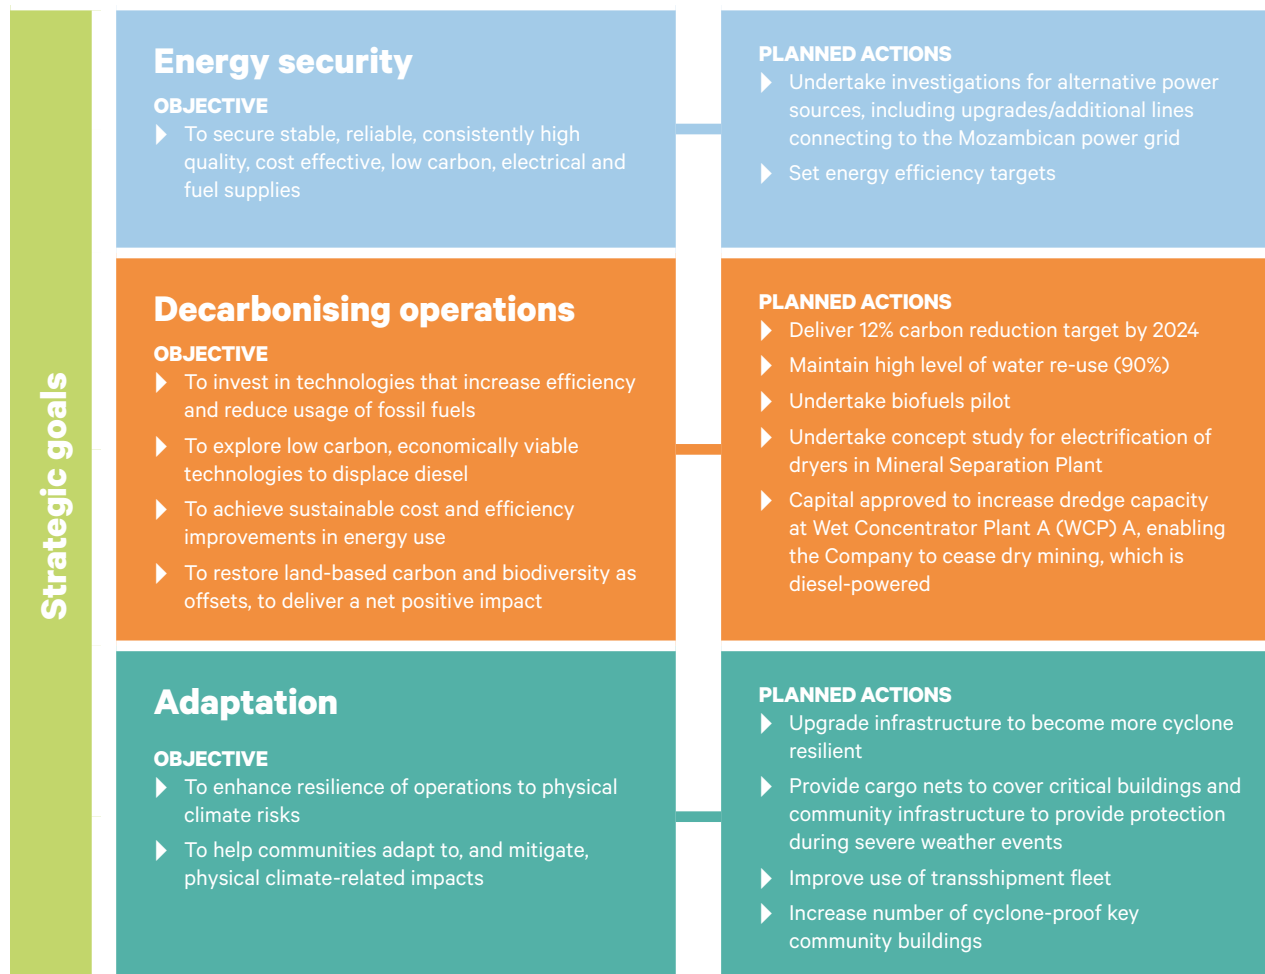 Strategic goals
Energy security
OBJECTIVE
To secure stable, reliable, consistently high
quality, cost effective, low carbon, electrical and
fuel supplies
PLANNED ACTIONS
Undertake investigations for alternative power
sources, including upgrades/additional lines
connecting to the Mozambican power grid
Set energy efficiency targets
Decarbonising operations
OBJECTIVE
To invest in technologies that increase efficiency
and reduce usage of fossil fuels
To explore low carbon, economically viable
technologies to displace diesel
To achieve sustainable cost and efficiency
improvements in energy use
To restore land-based carbon and biodiversity as
offsets, to deliver a net positive impact
PLANNED ACTIONS
Deliver 12% carbon reduction target by 2024
Maintain high level of water re-use (90%)
Undertake biofuels pilot
Undertake concept study for electrification of
dryers in Mineral Separation Plant
Capital approved to increase dredge capacity
at Wet Concentrator Plant A (WCP) A, enabling
the Company to cease dry mining, which is
diesel-powered
Adaptation
OBJECTIVE
To enhance resilience of operations to physical
climate risks
To help communities adapt to, and mitigate,
physical climate-related impacts
PLANNED ACTIONS
Upgrade infrastructure to become more cyclone
resilient
Provide cargo nets to cover critical buildings and
community infrastructure to provide protection
during severe weather events
Improve use of transshipment fleet
Increase number of cyclone-proof key
community buildings